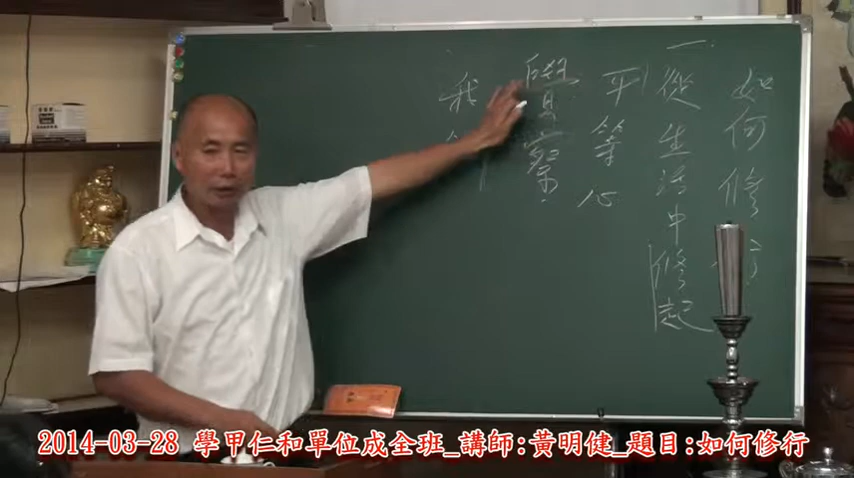 如何修行
一
從生活中修起
平等心
覺察
我
2014-03-28 學甲仁和單位成全班_講師:黃明健_題目:如何修行